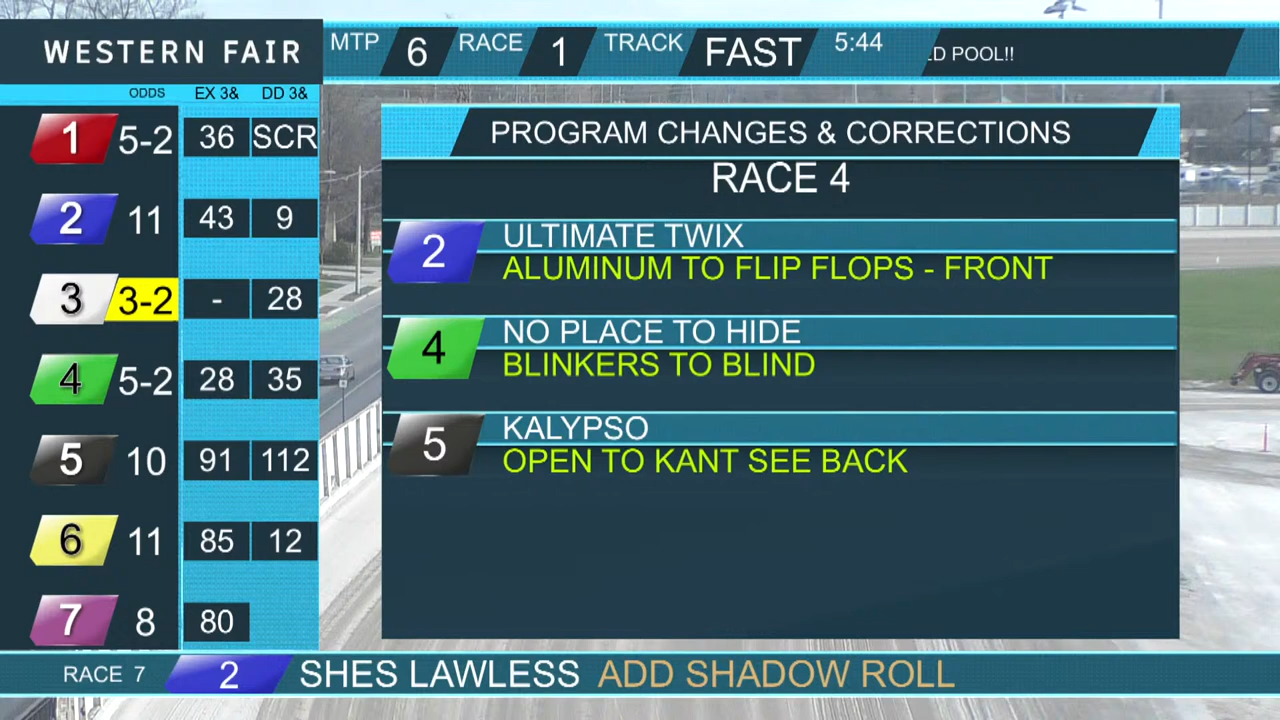 WESTERN FAIR
MTP 6 RACE 1 TRACK FAST 5:44 D POOL!!
ODDS EX 3& DD 3&
1 5-2 36 SCR
2 11 43 9
3 3-2 - 28
4 5-2 28 35
5 10 91 112
6 11 85 12
7 8 80
PROGRAM CHANGES & CORRECTIONS
RACE 4
2 ULTIMATE TWIX
ALUMINUM TO FLIP FLOPS - FRONT
4 NO PLACE TO HIDE
BLINKERS TO BLIND
5 KALYPSO
OPEN TO KANT SEE BACK
RACE 7 2 SHES LAWLESS ADD SHADOW ROLL